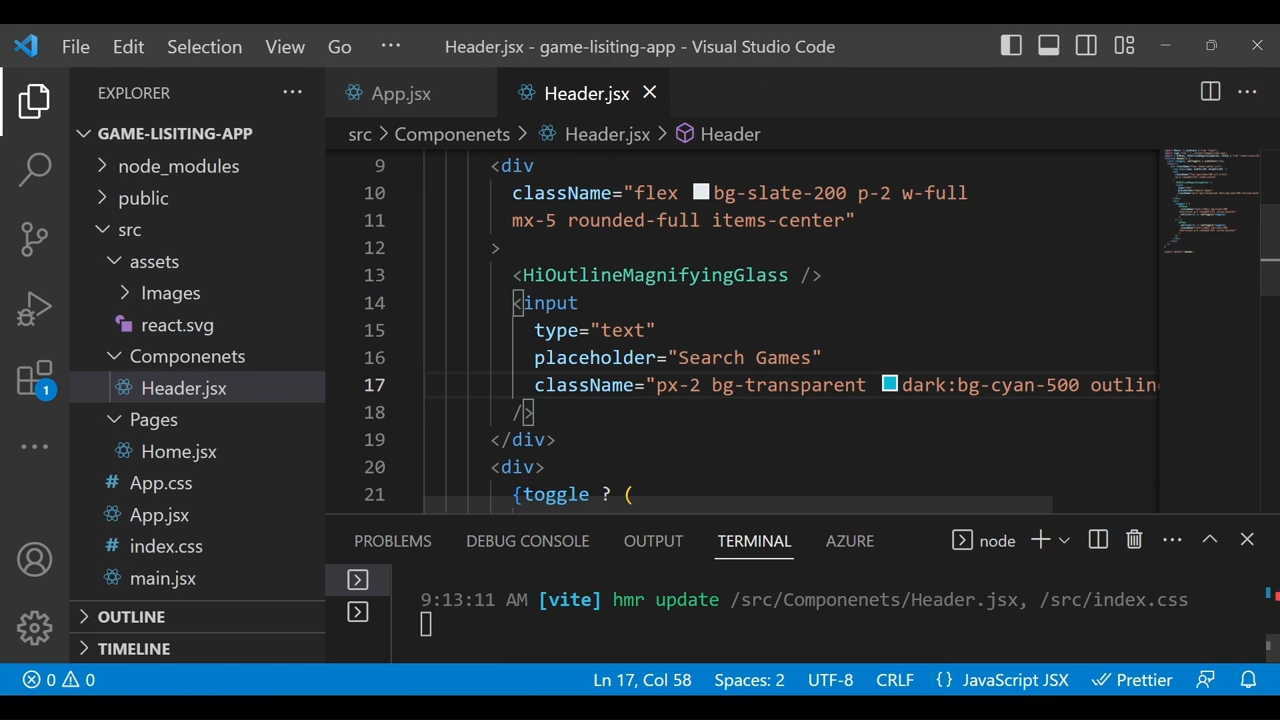 File Edit Selection View Go ··· Header.jsx - game-lisiting-app - Visual Studio Code
EXPLORER ···
App.jsx Header.jsx
src > Componenets > Header.jsx > Header
GAME-LISITING-APP
node_modules
public
src
assets
Images
react.svg
Componenets
Header.jsx
Pages
Home.jsx
App.css
App.jsx
index.css
main.jsx
OUTLINE
TIMELINE
1
9 <div
10 className="flex bg-slate-200 p-2 w-full
11 mx-5 rounded-full items-center"
12 >
13 <HiOutlineMagnifyingGlass />
14 <input
15 type="text"
16 placeholder="Search Games"
17 className="px-2 bg-transparent dark:bg-cyan-500 outlin
18 />
19 </div>
20 <div>
21 {toggle ? (
PROBLEMS DEBUG CONSOLE OUTPUT TERMINAL AZURE node
9:13:11 AM [vite] hmr update /src/Componenets/Header.jsx, /src/index.css
0 0 Ln 17, Col 58 Spaces: 2 UTF-8 CRLF {} JavaScript JSX Prettier